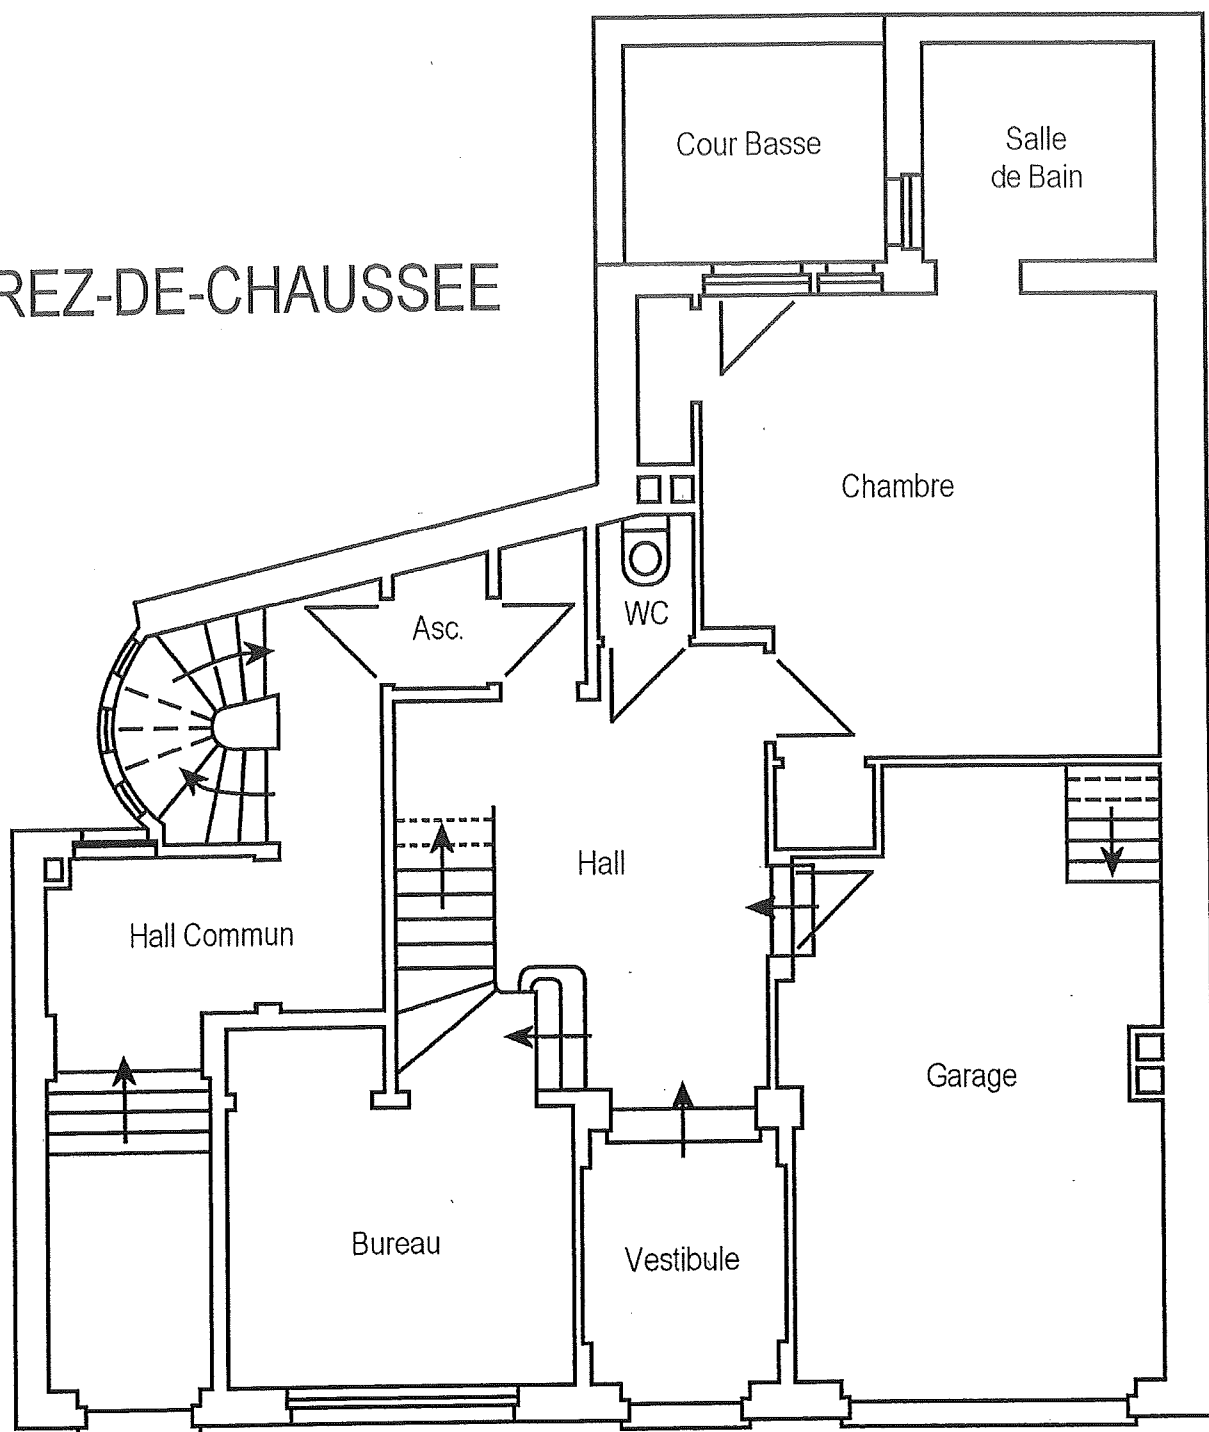 Cour Basse
Salle
de Bain
REZ-DE-CHAUSSEE
Chambre
Asc.
WC
Hall
Hall Commun
Garage
Bureau
Vestibule